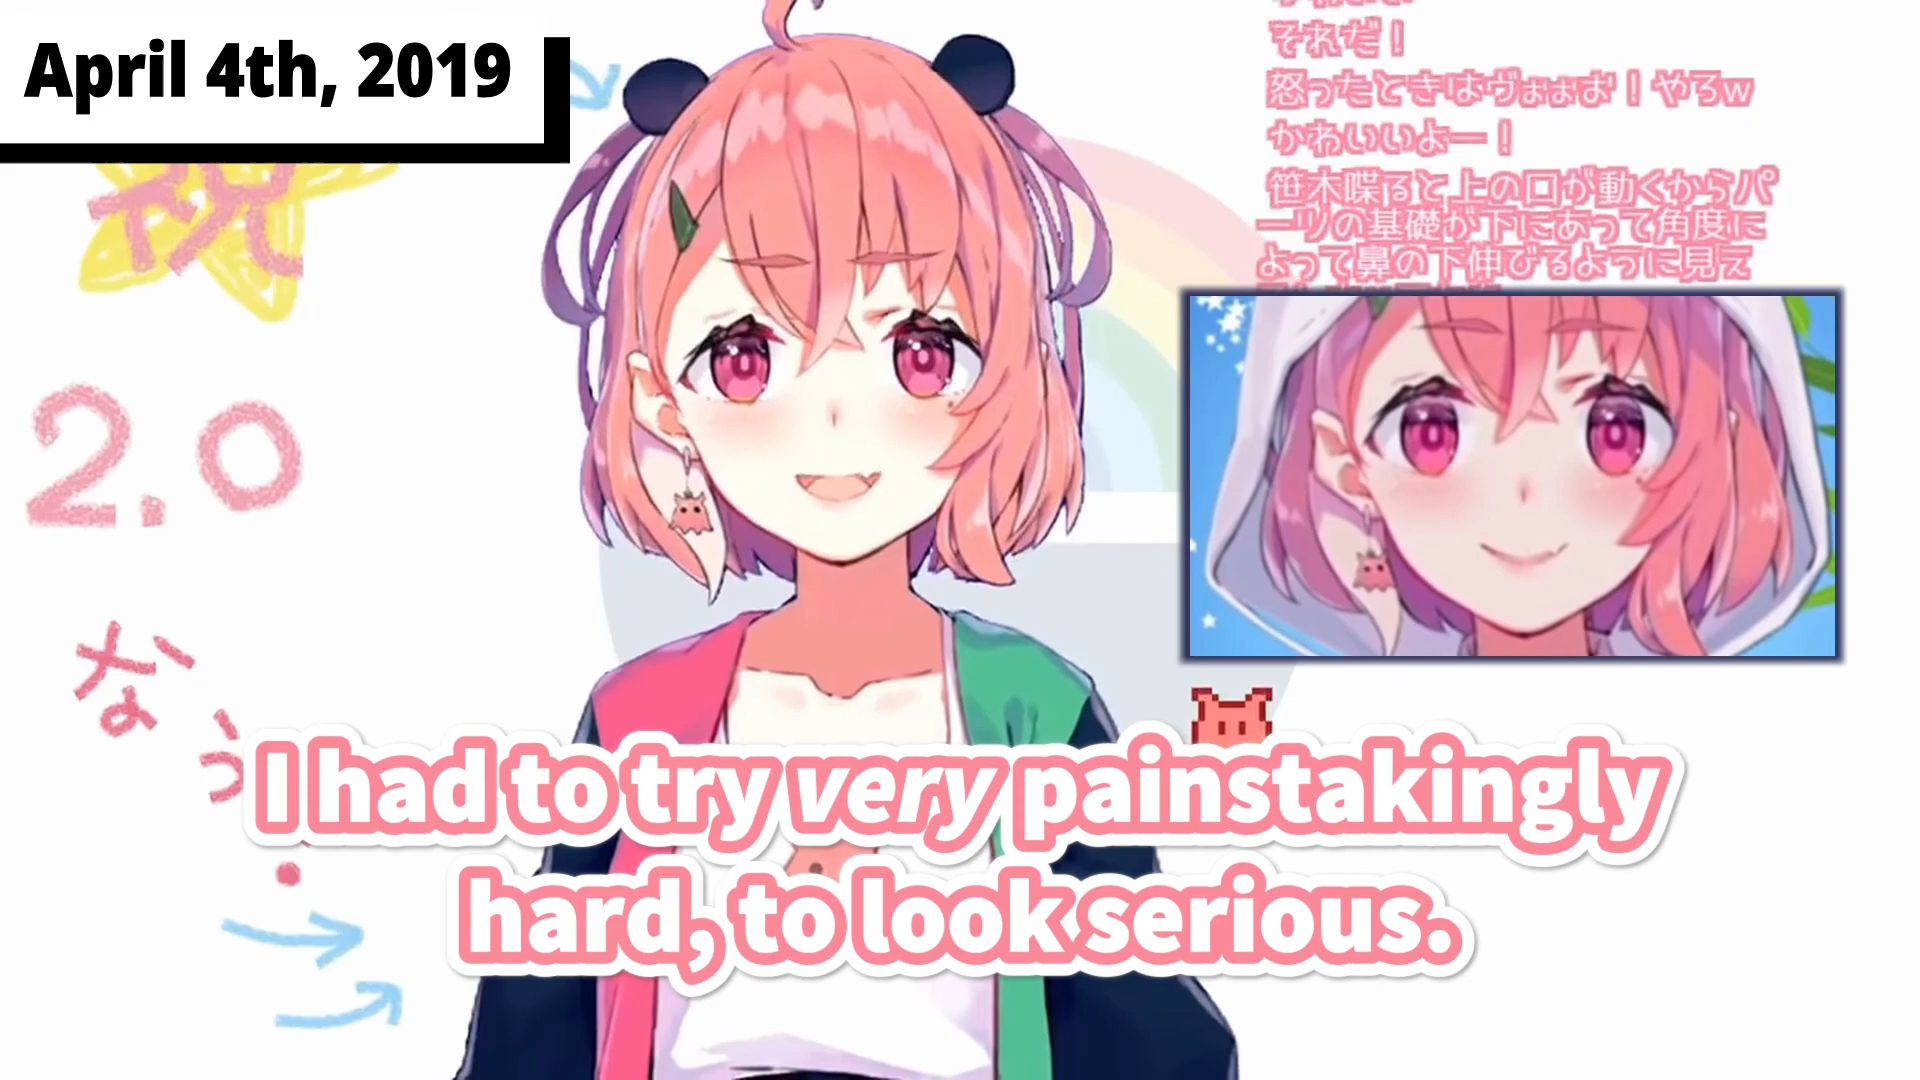 April 4th, 2019
それだ！
怒ったときはヴぉぉお！やろw
かわいいよー！
笹木喋ると上の口が動くからパ
ーツの基礎が下にあって角度に
よって鼻の下伸びるように見え
祝
2.0
なう
I had to try very painstakingly
hard, to look serious.